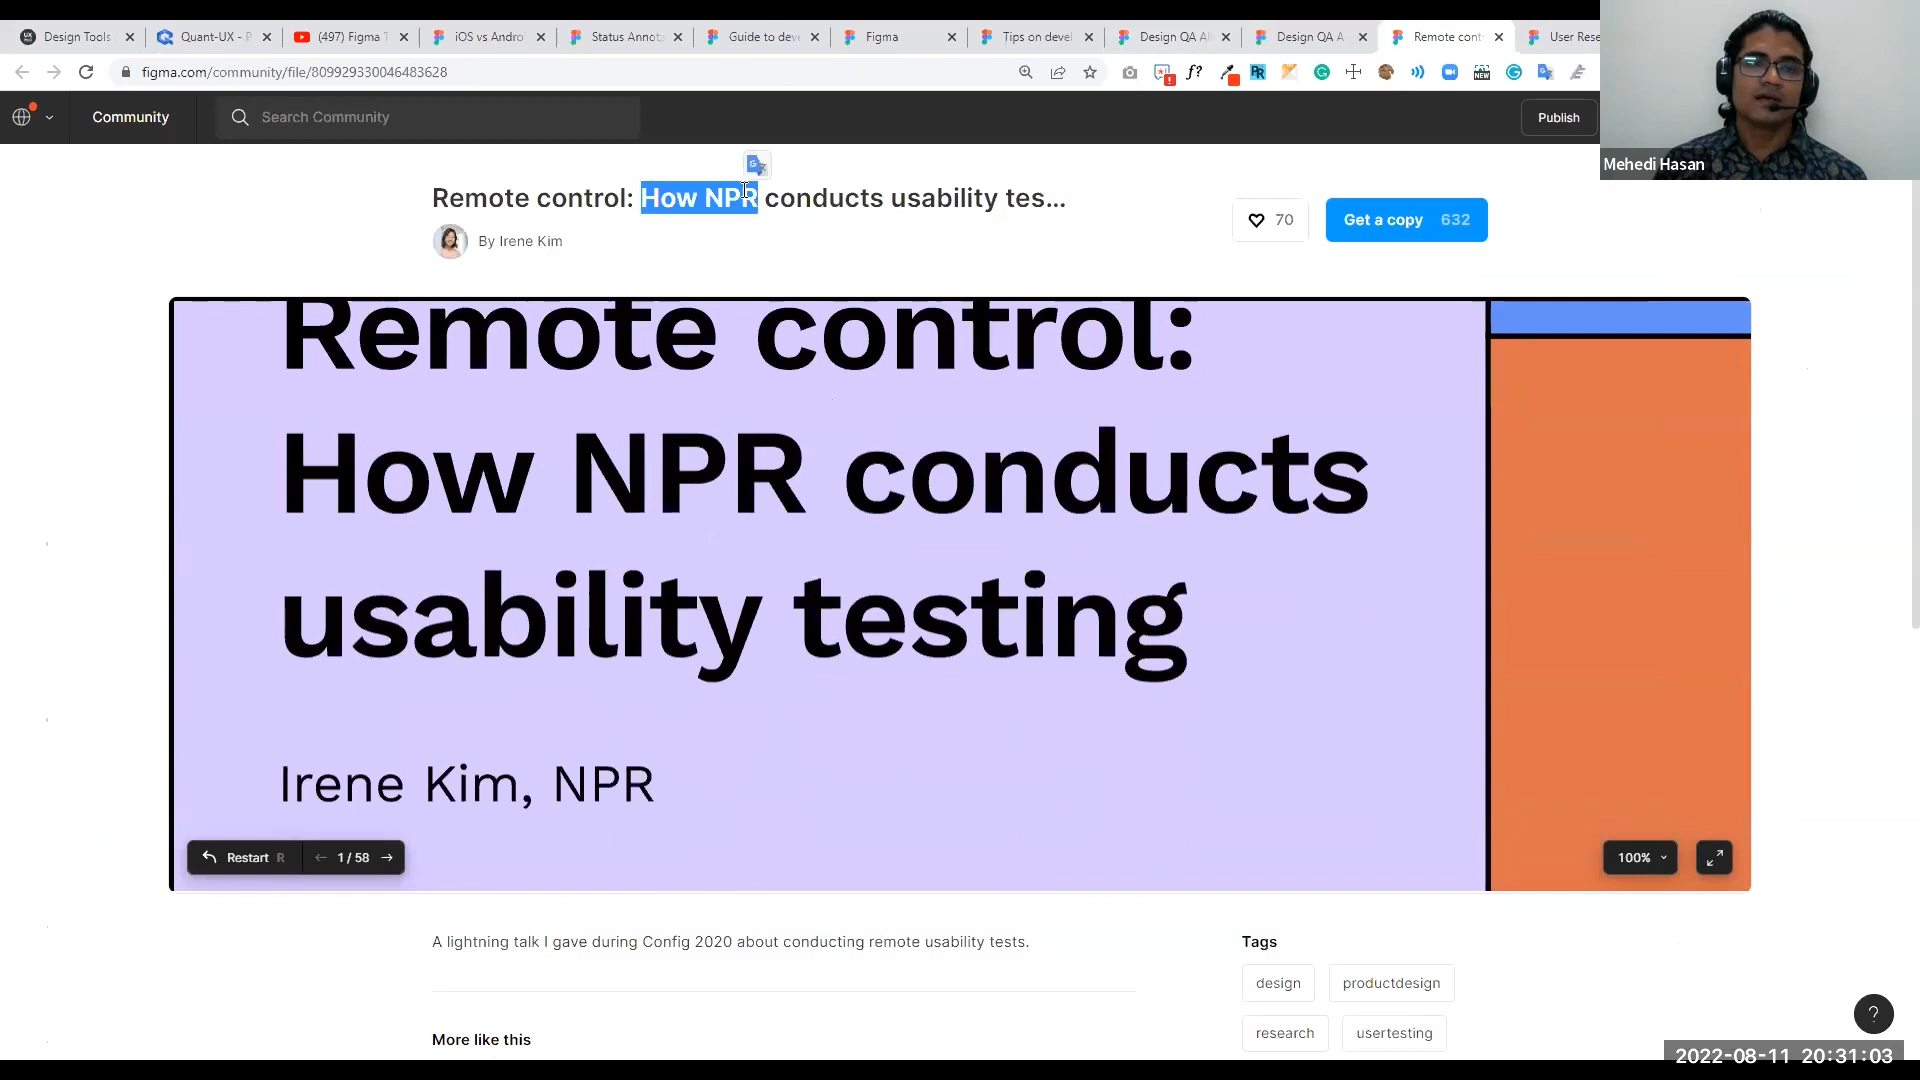 Design Tools
Quant-UX - P
(497) Figma T
iOS vs Andro
Status Annot
Guide to dev
Figma
Tips on devel
Design QA A
Design QA A
Remote cont
User Rese
figma.com/community/file/809929330046483628
Community
Search Community
Publish
Mehedi Hasan
Remote control: How NPR conducts usability tes...
By Irene Kim
70
Get a copy 632
Remote control:
How NPR conducts
usability testing
Irene Kim, NPR
Restart R
1 / 58
100%
A lightning talk I gave during Config 2020 about conducting remote usability tests.
Tags
design
productdesign
research
usertesting
More like this
?
2022-08-11 20:31:03